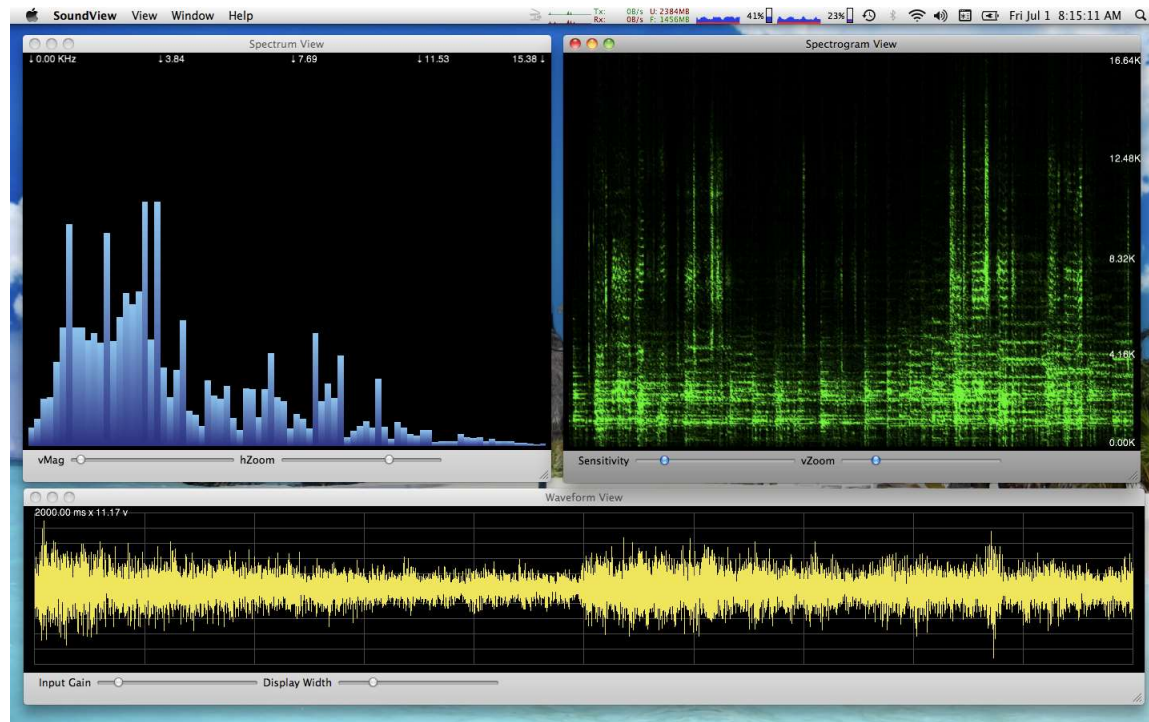 SoundView View Window Help
Tx: 0B/s U: 2384MB
Rx: 0B/s F: 1456MB
41% 23% Fri Jul 1 8:15:11 AM
Spectrum View
↓0.00 KHz ↓3.84 ↓7.69 ↓11.53 15.38↓
vMag hZoom
Spectrogram View
16.64K
12.48K
8.32K
4.16K
0.00K
Sensitivity vZoom
Waveform View
2000.00 ms x 11.17 v
Input Gain Display Width